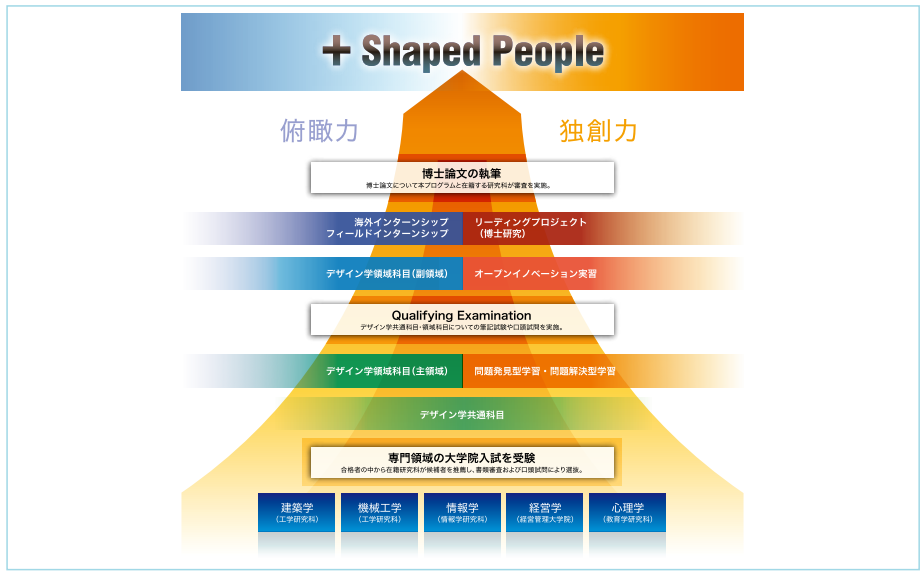 + Shaped People
俯瞰力
独創力
博士論文の執筆
博士論文について本プログラムと在籍する研究科が審査を実施。
海外インターンシップ
フィールドインターンシップ
リーディングプロジェクト
（博士研究）
デザイン学領域科目（副領域）
オープンイノベーション実習
Qualifying Examination
デザイン学共通科目・領域科目についての筆記試験や口頭試問を実施。
デザイン学領域科目（主領域）
問題発見型学習・問題解決型学習
デザイン学共通科目
専門領域の大学院入試を受験
合格者の中から在籍研究科が候補者を推薦し、書類審査および口頭試問により選抜。
建築学
（工学研究科）
機械工学
（工学研究科）
情報学
（情報学研究科）
経営学
（経営管理大学院）
心理学
（教育学研究科）